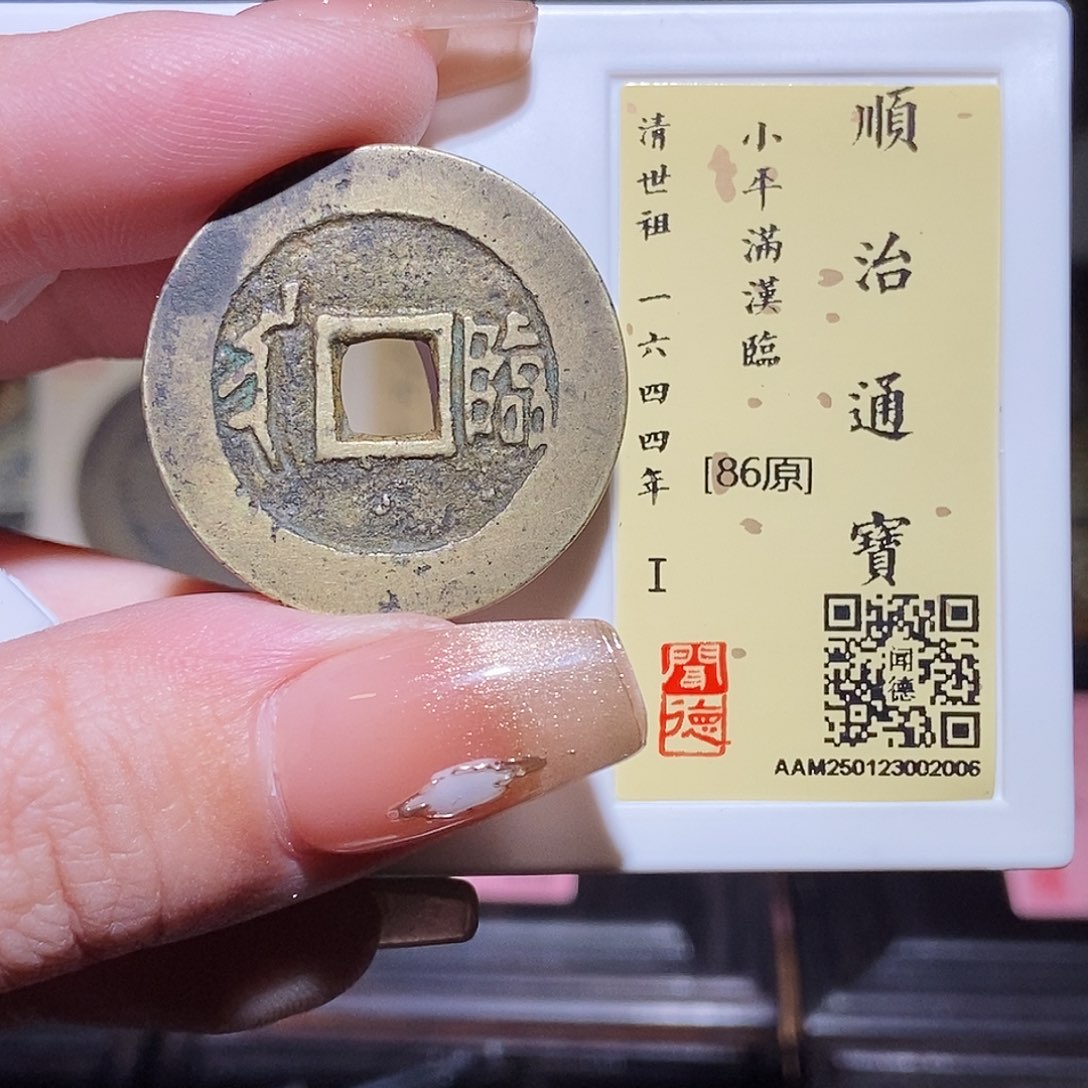 臨
順治通寶
小平滿漢臨
[86原]
清世祖 一六四四年 I
聞德
闻德
AAM250123002006